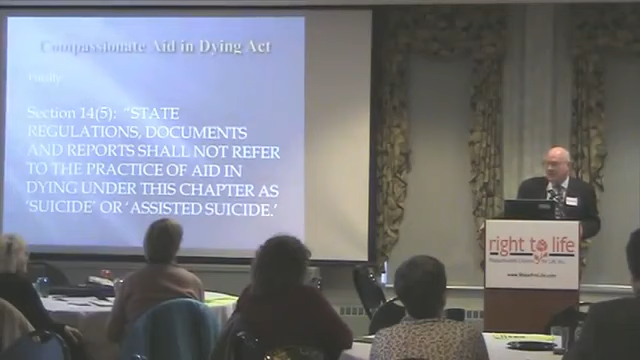 Compassionate Aid in Dying Act
Finally
Section 14(5): "STATE
REGULATIONS, DOCUMENTS
AND REPORTS SHALL NOT REFER
TO THE PRACTICE OF AID IN
DYING UNDER THIS CHAPTER AS
'SUICIDE' OR 'ASSISTED SUICIDE.'
right to life